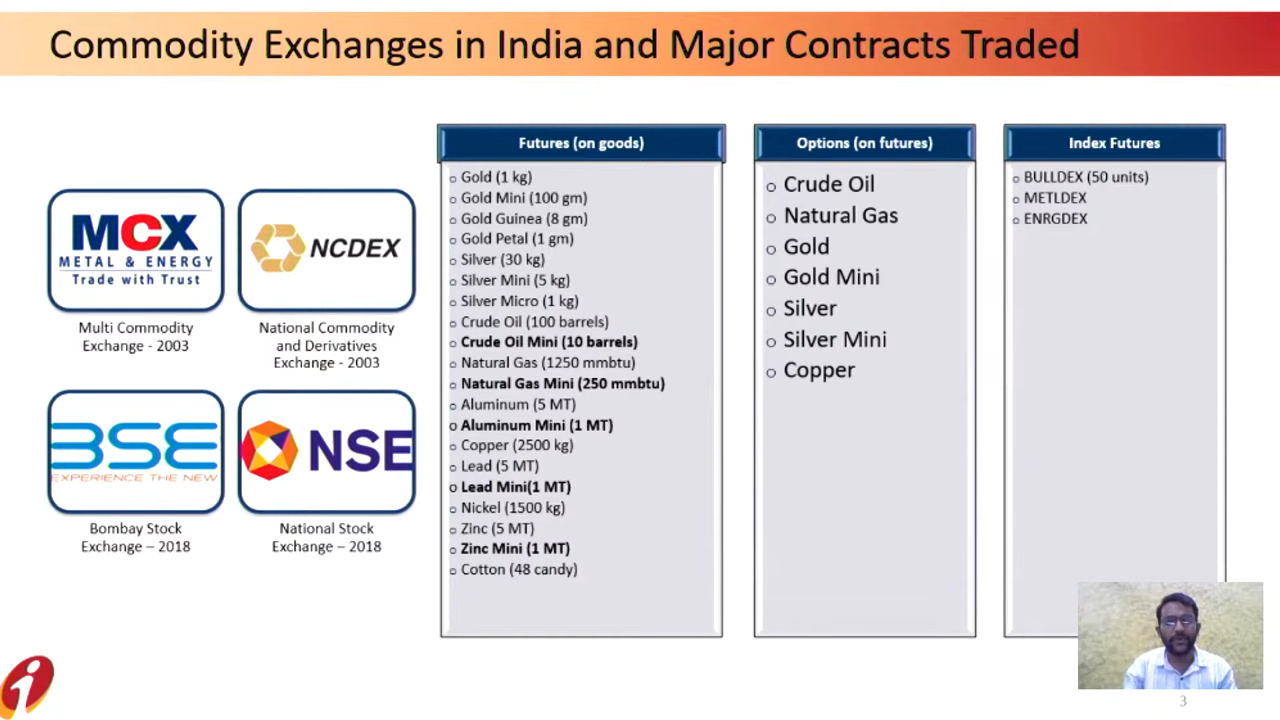 Commodity Exchanges in India and Major Contracts Traded
MCX
METAL & ENERGY
Trade with Trust
Multi Commodity
Exchange - 2003
NCDEX
National Commodity
and Derivatives
Exchange - 2003
BSE
EXPERIENCE THE NEW
Bombay Stock
Exchange – 2018
NSE
National Stock
Exchange – 2018
Futures (on goods)
o Gold (1 kg)
o Gold Mini (100 gm)
o Gold Guinea (8 gm)
o Gold Petal (1 gm)
o Silver (30 kg)
o Silver Mini (5 kg)
o Silver Micro (1 kg)
o Crude Oil (100 barrels)
o Crude Oil Mini (10 barrels)
o Natural Gas (1250 mmbtu)
o Natural Gas Mini (250 mmbtu)
o Aluminum (5 MT)
o Aluminum Mini (1 MT)
o Copper (2500 kg)
o Lead (5 MT)
o Lead Mini(1 MT)
o Nickel (1500 kg)
o Zinc (5 MT)
o Zinc Mini (1 MT)
o Cotton (48 candy)
Options (on futures)
o Crude Oil
o Natural Gas
o Gold
o Gold Mini
o Silver
o Silver Mini
o Copper
Index Futures
o BULLDEX (50 units)
o METLDEX
o ENRGDEX
i
3